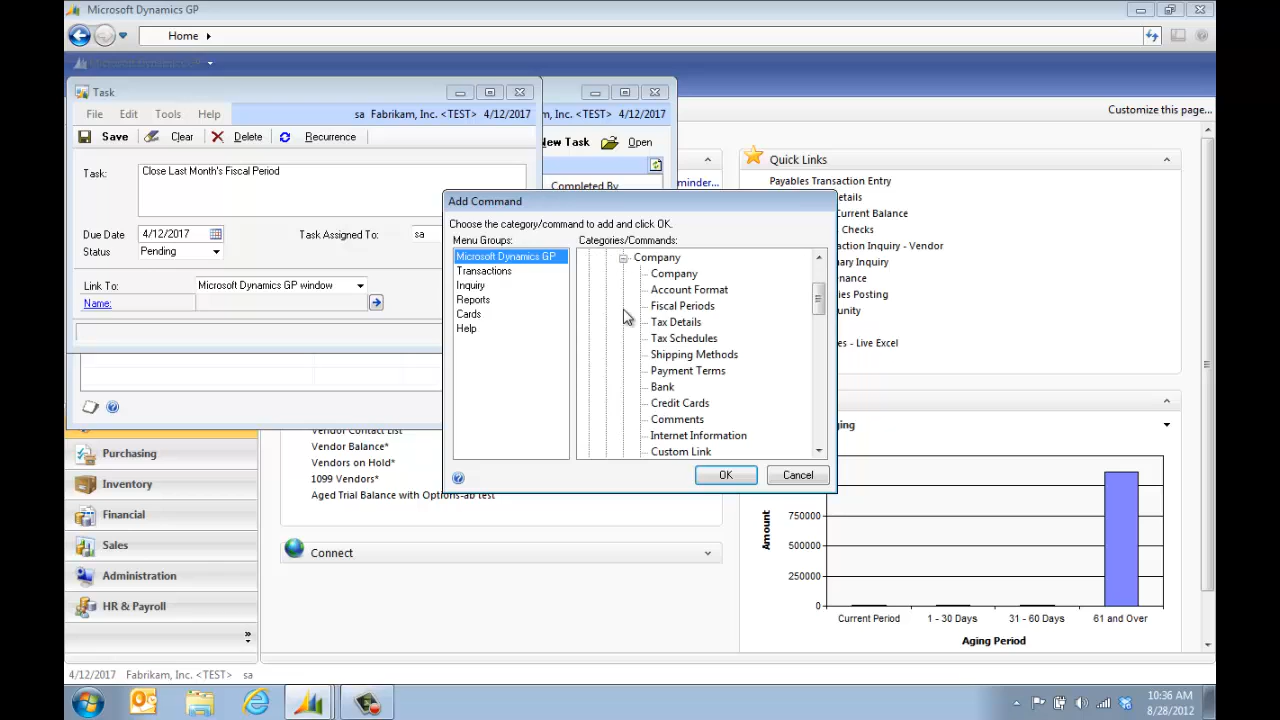 Microsoft Dynamics GP
Home
Customize this page...
Task
File Edit Tools Help
sa Fabrikam, Inc. <TEST> 4/12/2017
m, Inc. <TEST> 4/12/2017
Save Clear Delete Recurrence
New Task Open
Task:
Close Last Month's Fiscal Period
Completed By
minder...
Due Date 4/12/2017
Task Assigned To: sa
Status Pending
Link To: Microsoft Dynamics GP window
Name:
Add Command
Choose the category/command to add and click OK.
Menu Groups:
Categories/Commands:
Microsoft Dynamics GP
Transactions
Inquiry
Reports
Cards
Help
Company
Company
Account Format
Fiscal Periods
Tax Details
Tax Schedules
Shipping Methods
Payment Terms
Bank
Credit Cards
Comments
Internet Information
Custom Link
OK
Cancel
Quick Links
Payables Transaction Entry
Details
Current Balance
action Inquiry - Vendor
mary Inquiry
nance
es Posting
unity
e - Live Excel
Aging
Vendor Contact List
Vendor Balance*
Vendors on Hold*
1099 Vendors*
Aged Trial Balance with Options-ab test
Connect
Purchasing
Inventory
Financial
Sales
Administration
HR & Payroll
Amount
750000
500000
250000
0
Current Period
1 - 30 Days
31 - 60 Days
61 and Over
Aging Period
4/12/2017 Fabrikam, Inc. <TEST> sa
10:36 AM
8/28/2012